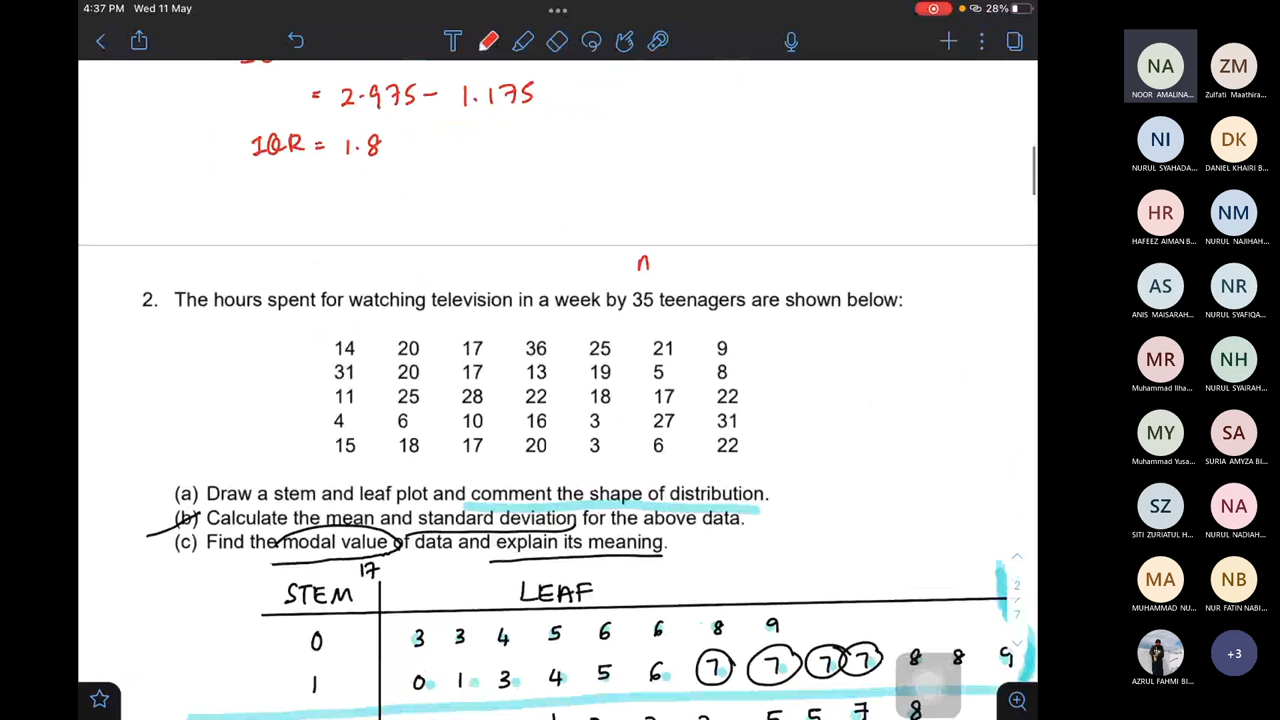 4:37 PM Wed 11 May
28%
= 2.975 - 1.175
IQR = 1.8
n
2. The hours spent for watching television in a week by 35 teenagers are shown below:
14 20 17 36 25 21 9
31 20 17 13 19 5 8
11 25 28 22 18 17 22
4 6 10 16 3 27 31
15 18 17 20 3 6 22
(a) Draw a stem and leaf plot and comment the shape of distribution.
(b) Calculate the mean and standard deviation for the above data.
(c) Find the modal value of data and explain its meaning.
17
STEM LEAF
0 3 3 4 5 6 6 8 9
1 0 1 3 4 5 6 7 7 7 7 8 8 9
5 5 7 8
2
7
NA
NOOR AMALINA...
ZM
Zulfati Maathira...
NI
NURUL SYAHADA...
DK
DANIEL KHAIRI B...
HR
HAFEEZ AIMAN B...
NM
NURUL NAJIHAH...
AS
ANIS MAISARAH...
NR
NURUL SYAFIQA...
MR
Muhammad Ilha...
NH
NURUL SYAIRAH...
MY
Muhammad Yusa...
SA
SURIA AMYZA BI...
SZ
SITI ZURIATUL H...
NA
NURUL NADIAH...
MA
MUHAMMAD NU...
NB
NUR FATIN NABI...
AZRUL FAHMI BI...
+3